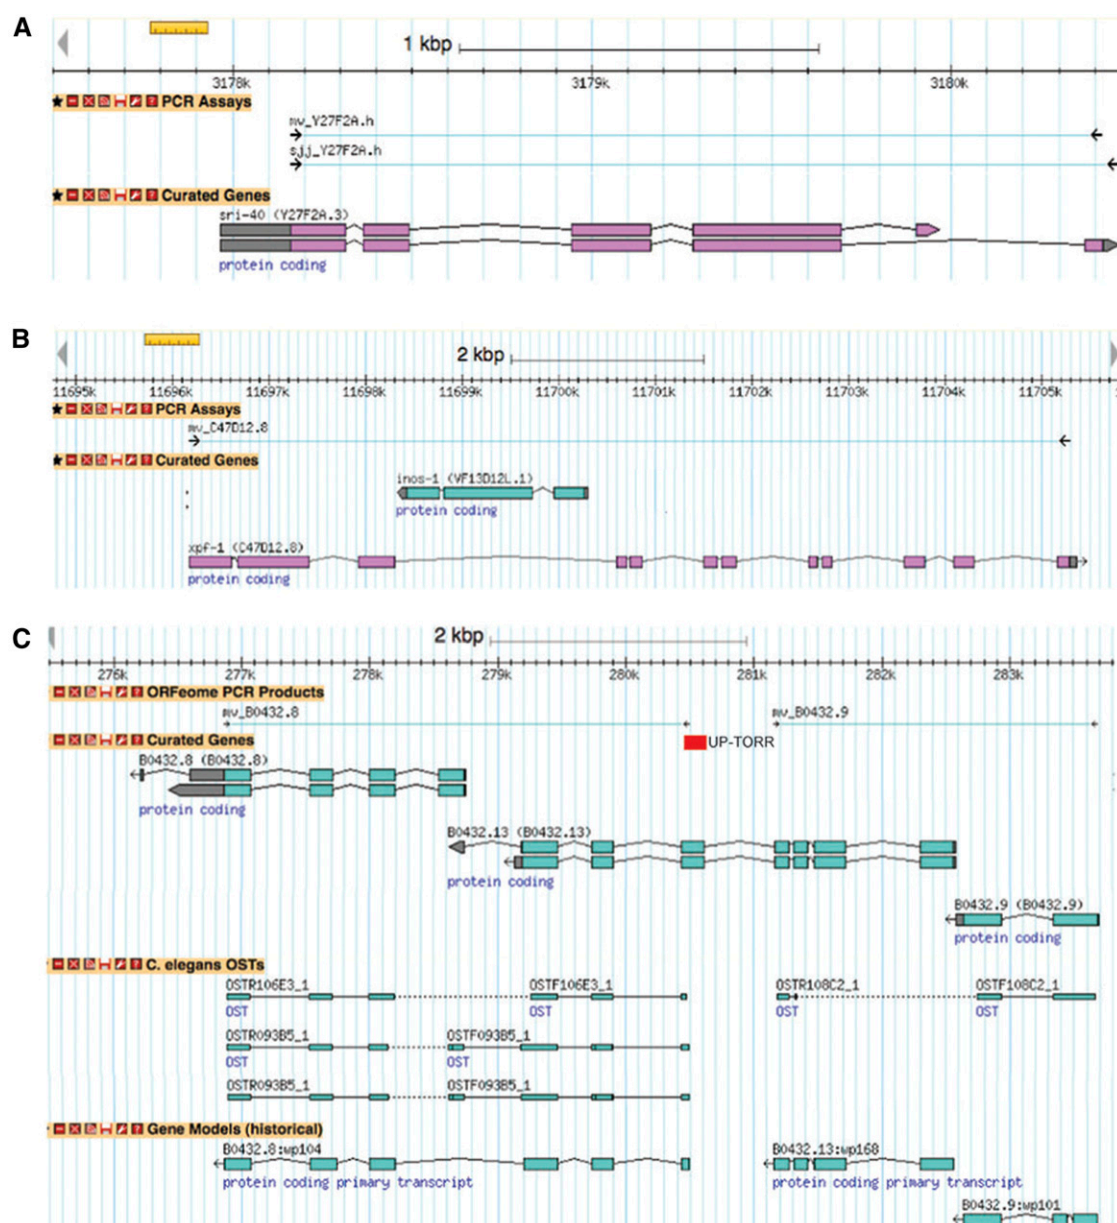 A
1 kbp
3178k 3179k 3180k
PCR Assays
mv_Y27F2A.h
sjj_Y27F2A.h
Curated Genes
sri-40 (Y27F2A.3)
protein coding
B
2 kbp
11695k 11696k 11697k 11698k 11699k 11700k 11701k 11702k 11703k 11704k 11705k
PCR Assays
mv_C47D12.8
Curated Genes
inos-1 (VF13D12L.1)
protein coding
xpf-1 (C47D12.8)
protein coding
C
2 kbp
276k 277k 278k 279k 280k 281k 282k 283k
ORFeome PCR Products
mv_B0432.8 mv_B0432.9
Curated Genes UP-TORR
B0432.8 (B0432.8)
protein coding
B0432.13 (B0432.13)
protein coding
B0432.9 (B0432.9)
protein coding
C. elegans OSTs
OSTR106E3_1 OSTF106E3_1 OSTR108C2_1 OSTF108C2_1
OST OST OST OST
OSTR093B5_1 OSTF093B5_1
OST OST
OSTR093B5_1 OSTF093B5_1
Gene Models (historical)
B0432.8:wp104 B0432.13:wp168
protein coding primary transcript protein coding primary transcript
B0432.9:wp101